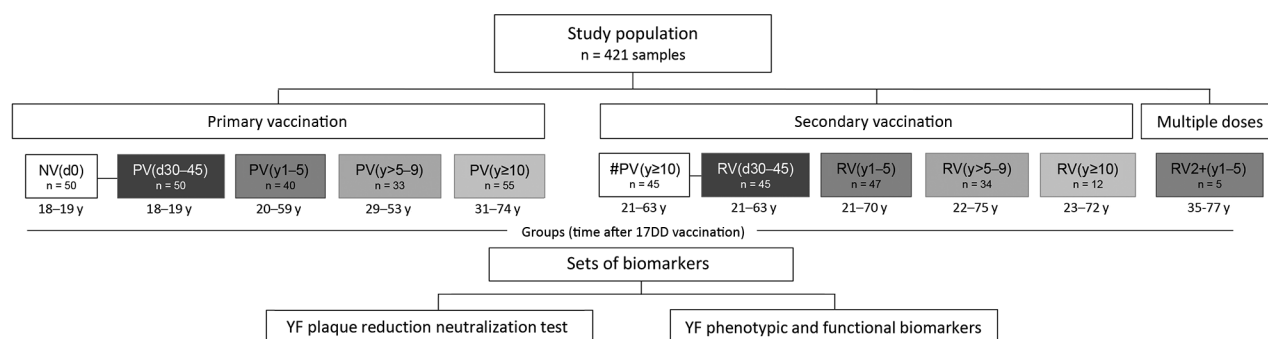 Study population
n = 421 samples
Primary vaccination
Secondary vaccination
Multiple doses
NV(d0)
n = 50
PV(d30–45)
n = 50
PV(y1–5)
n = 40
PV(y>5–9)
n = 33
PV(y≥10)
n = 55
#PV(y≥10)
n = 45
RV(d30–45)
n = 45
RV(y1–5)
n = 47
RV(y>5–9)
n = 34
RV(y≥10)
n = 12
RV2+(y1–5)
n = 5
18–19 y
18–19 y
20–59 y
29–53 y
31–74 y
21–63 y
21–63 y
21–70 y
22–75 y
23–72 y
35-77 y
Groups (time after 17DD vaccination)
Sets of biomarkers
YF plaque reduction neutralization test
YF phenotypic and functional biomarkers